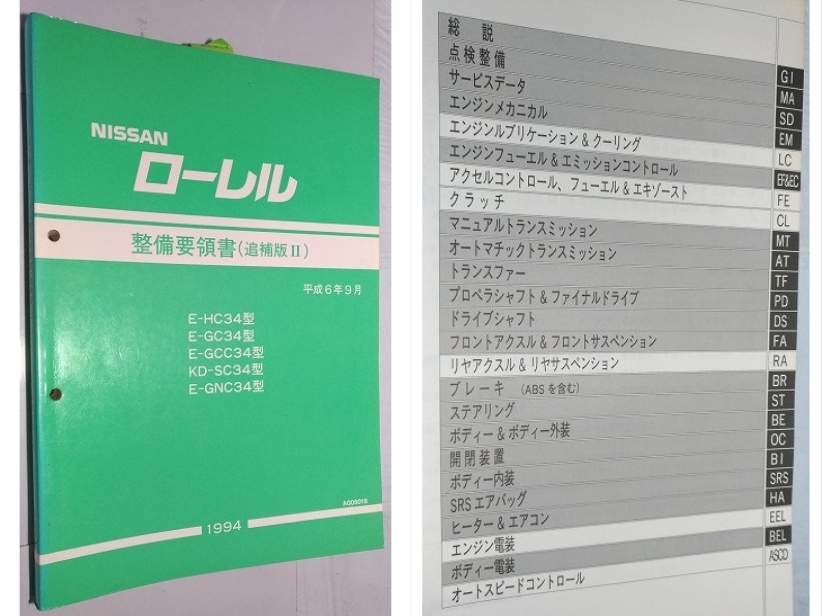 NISSAN
ローレル
整備要領書(追補版Ⅱ)
平成6年9月
E-HC34型
E-GC34型
E-GCC34型
KD-SC34型
E-GNC34型
A006018
1994
総 説 GI
点検整備 MA
サービスデータ SD
エンジンメカニカル EM
エンジンルブリケーション & クーリング LC
エンジンフューエル & エミッションコントロール EF&EC
アクセルコントロール、フューエル & エキゾースト FE
クラッチ CL
マニュアルトランスミッション MT
オートマチックトランスミッション AT
トランスファー TF
プロペラシャフト & ファイナルドライブ PD
ドライブシャフト DS
フロントアクスル & フロントサスペンション FA
リヤアクスル & リヤサスペンション RA
ブレーキ (ABSを含む) BR
ステアリング ST
ボディー & ボディー外装 BE
開閉装置 OC
ボディー内装 BI
SRSエアバッグ SRS
ヒーター & エアコン HA
エンジン電装 EEL
ボディー電装 BEL
オートスピードコントロール ASCD